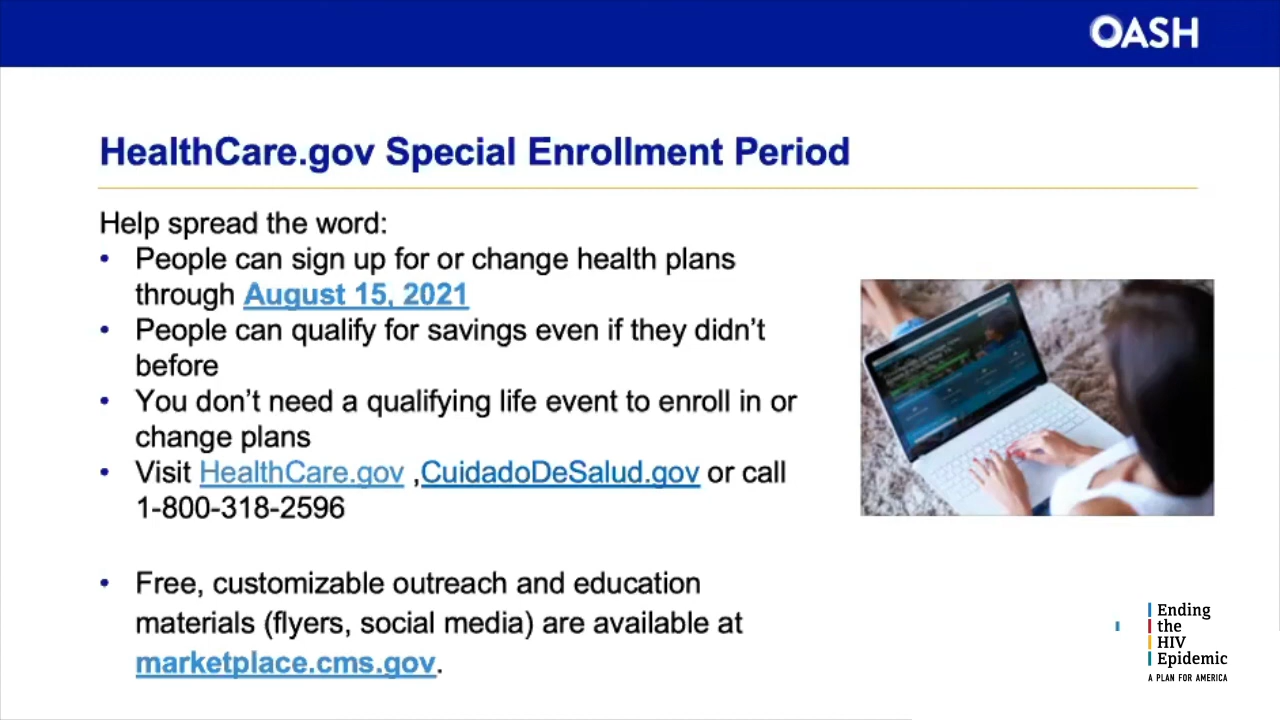 OASH
HealthCare.gov Special Enrollment Period
Help spread the word:
• People can sign up for or change health plans
through August 15, 2021
• People can qualify for savings even if they didn’t
before
• You don’t need a qualifying life event to enroll in or
change plans
• Visit HealthCare.gov ,CuidadoDeSalud.gov or call
1-800-318-2596
• Free, customizable outreach and education
materials (flyers, social media) are available at
marketplace.cms.gov.
Ending
the
HIV
Epidemic
A PLAN FOR AMERICA